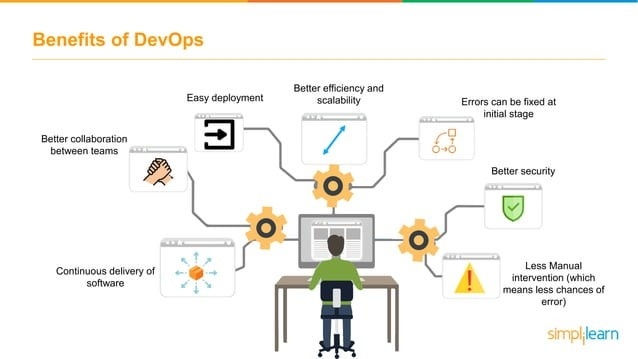 Benefits of DevOps
Better efficiency and
scalability
Easy deployment
Errors can be fixed at
initial stage
Better collaboration
between teams
Better security
Continuous delivery of
software
Less Manual
intervention (which
means less chances of
error)
simplilearn